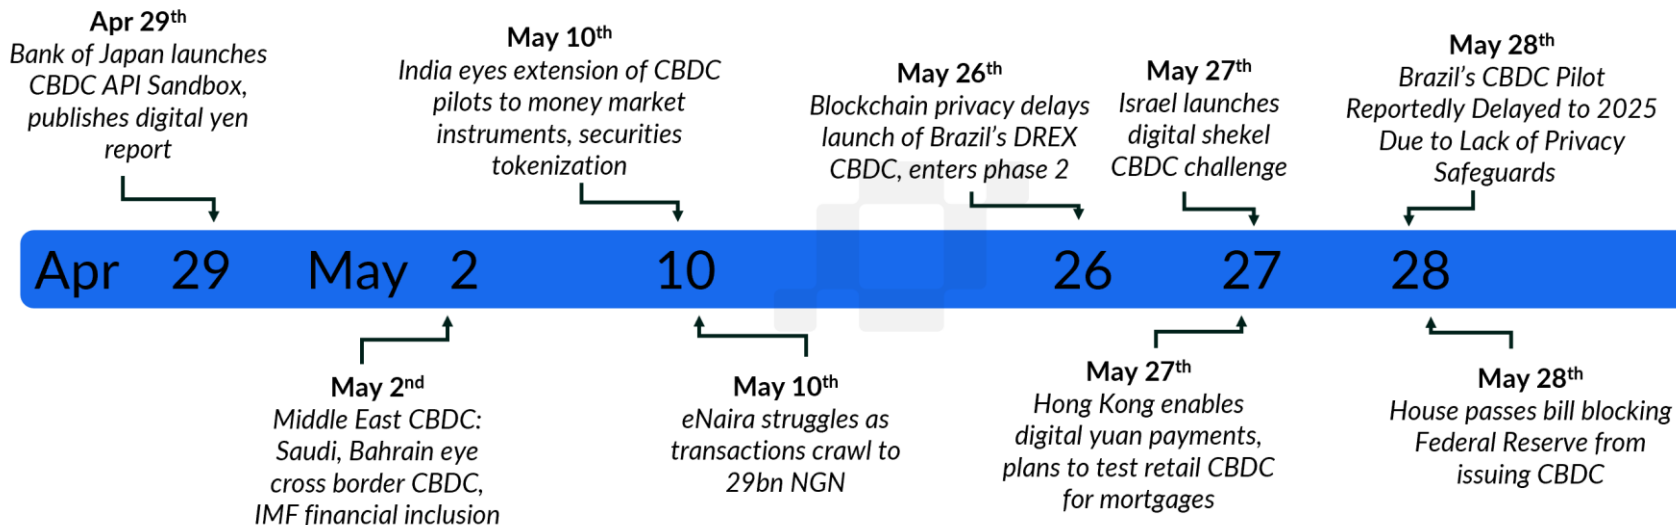 Apr 29th
Bank of Japan launches
CBDC API Sandbox,
publishes digital yen
report
May 10th
India eyes extension of CBDC
pilots to money market
instruments, securities
tokenization
May 26th
Blockchain privacy delays
launch of Brazil's DREX
CBDC, enters phase 2
May 27th
Israel launches
digital shekel
CBDC challenge
May 28th
Brazil's CBDC Pilot
Reportedly Delayed to 2025
Due to Lack of Privacy
Safeguards
Apr 29 May 2 10 26 27 28
May 2nd
Middle East CBDC:
Saudi, Bahrain eye
cross border CBDC,
IMF financial inclusion
May 10th
eNaira struggles as
transactions crawl to
29bn NGN
May 27th
Hong Kong enables
digital yuan payments,
plans to test retail CBDC
for mortgages
May 28th
House passes bill blocking
Federal Reserve from
issuing CBDC